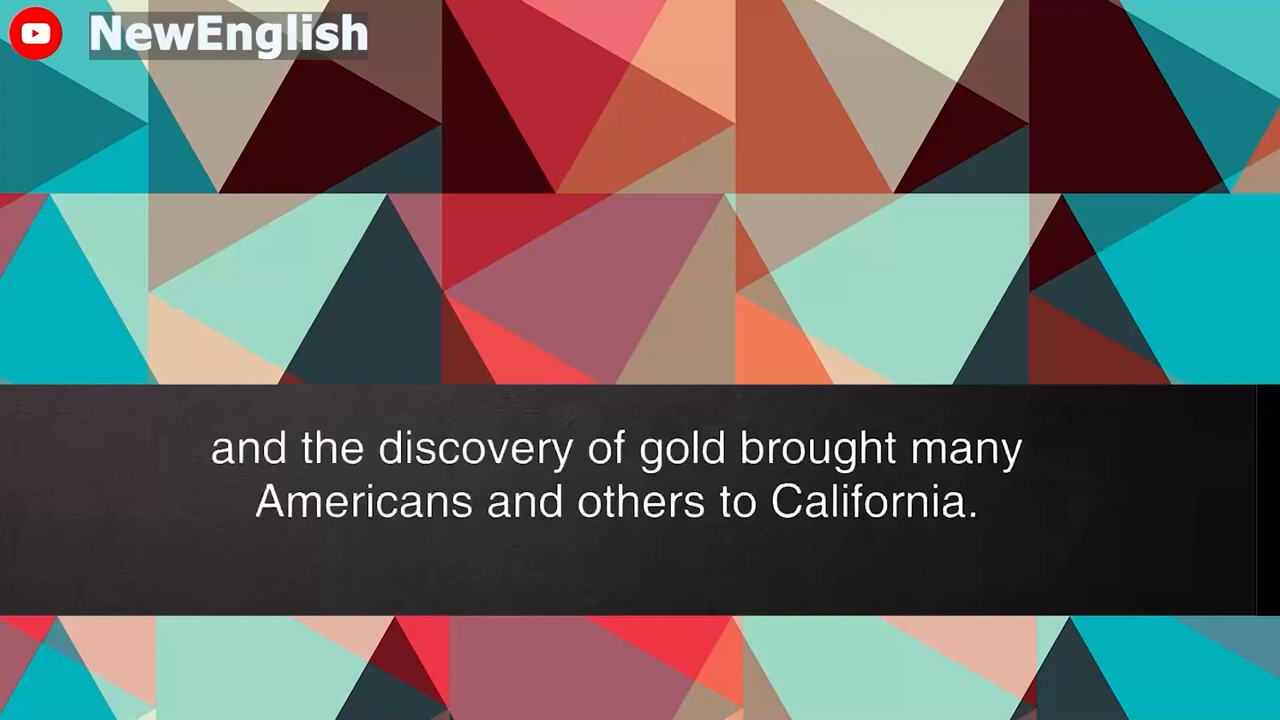 NewEnglish
and the discovery of gold brought many
Americans and others to California.